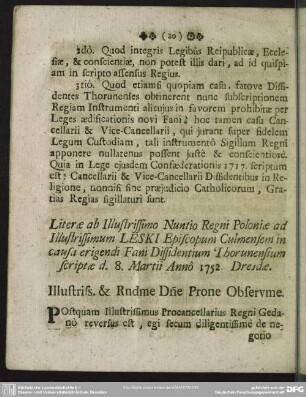 (20)
2dò. Quod integris Legibùs Reipublicæ, Eccle-
siæ, & conscientiæ, non potest illis dari, ad id quispi-
am in scripto assensus Regius.
3tiò. Quod etiamsi quopiam casu, fatove Dissi-
dentes Thorunenses obtinerent nunc subscriptionem
Regiam Instrumenti alicujus in favorem prohibitæ per
Leges ædificationis novi Fani; hoc tamen casu Can-
cellarii & Vice-Cancellarii, qui jurant super fidelem
Legum Custodiam, tali instrumentò Sigillum Regni
apponere nullatenus possent justè & conscientiosè.
Quia in Lege ejusdem Confœderationis 1717. scriptum
est: Cancellarii & Vice-Cancellarii Dissidentibus in Re-
ligione, nonnisi sine præjudicio Catholicorum, Gra-
tias Regias sigillaturi sunt.
Literæ ab Illustrissimo Nuntio Regni Poloniæ ad
Illustrissimum LESKI Episcopum Culmensem in
causa erigendi Fani Dissidentium Thorunensium
scriptæ d. 8. Martii Annô 1752 Dresdæ.
Illustriss. & Rndme Dñe Prone Observme.
POstquam Illustrissimus Procancellarius Regni Geda-
nô reversus est, egi secum diligentissimè de ne-
gotio